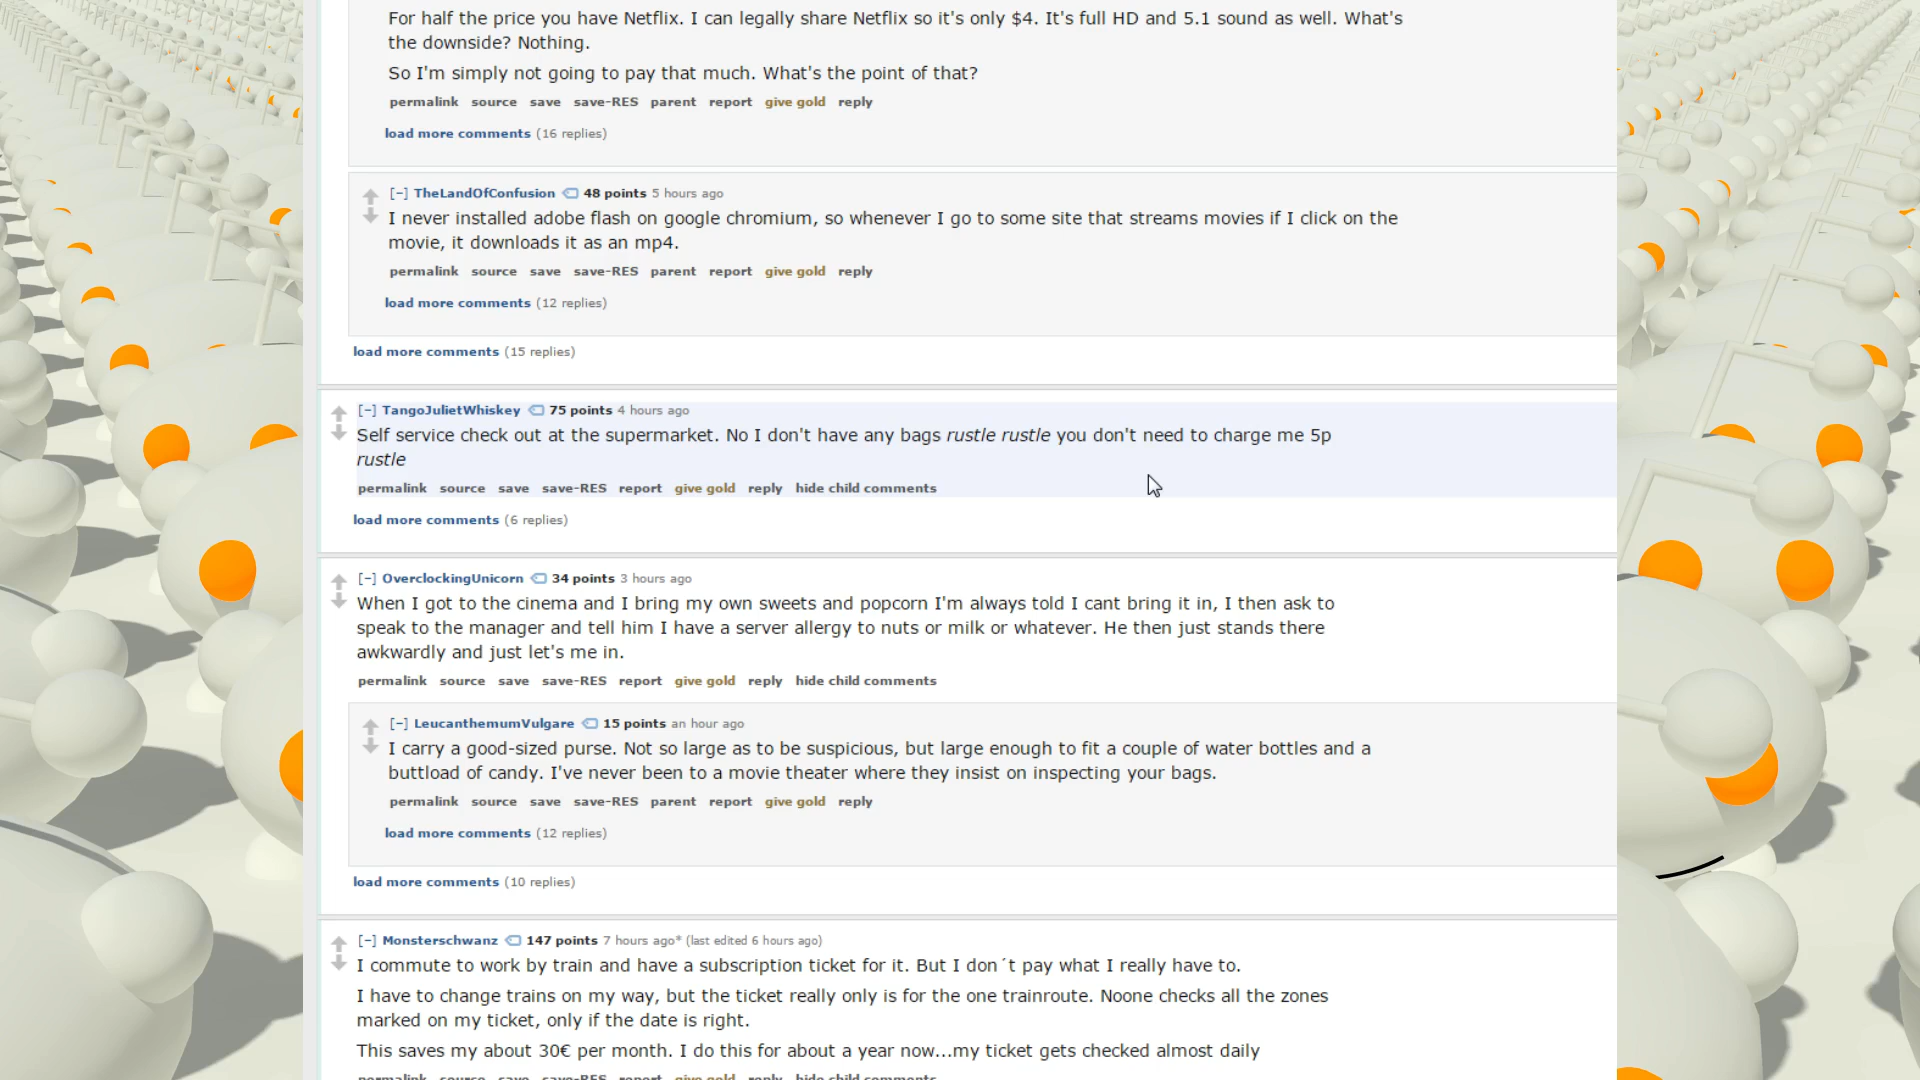 For half the price you have Netflix. I can legally share Netflix so it's only $4. It's full HD and 5.1 sound as well. What's
the downside? Nothing.
So I'm simply not going to pay that much. What's the point of that?
permalink source save save-RES parent report give gold reply
load more comments (16 replies)
[-] TheLandOfConfusion 48 points 5 hours ago
I never installed adobe flash on google chromium, so whenever I go to some site that streams movies if I click on the
movie, it downloads it as an mp4.
permalink source save save-RES parent report give gold reply
load more comments (12 replies)
load more comments (15 replies)
[-] TangoJulietWhiskey 75 points 4 hours ago
Self service check out at the supermarket. No I don't have any bags rustle rustle you don't need to charge me 5p
rustle
permalink source save save-RES report give gold reply hide child comments
load more comments (6 replies)
[-] OverclockingUnicorn 34 points 3 hours ago
When I got to the cinema and I bring my own sweets and popcorn I'm always told I cant bring it in, I then ask to
speak to the manager and tell him I have a server allergy to nuts or milk or whatever. He then just stands there
awkwardly and just let's me in.
permalink source save save-RES report give gold reply hide child comments
[-] LeucanthemumVulgare 15 points an hour ago
I carry a good-sized purse. Not so large as to be suspicious, but large enough to fit a couple of water bottles and a
buttload of candy. I've never been to a movie theater where they insist on inspecting your bags.
permalink source save save-RES parent report give gold reply
load more comments (12 replies)
load more comments (10 replies)
[-] Monsterschwanz 147 points 7 hours ago* (last edited 6 hours ago)
I commute to work by train and have a subscription ticket for it. But I don´t pay what I really have to.
I have to change trains on my way, but the ticket really only is for the one trainroute. Noone checks all the zones
marked on my ticket, only if the date is right.
This saves my about 30€ per month. I do this for about a year now...my ticket gets checked almost daily
permalink source save save-RES report give gold reply hide child comments